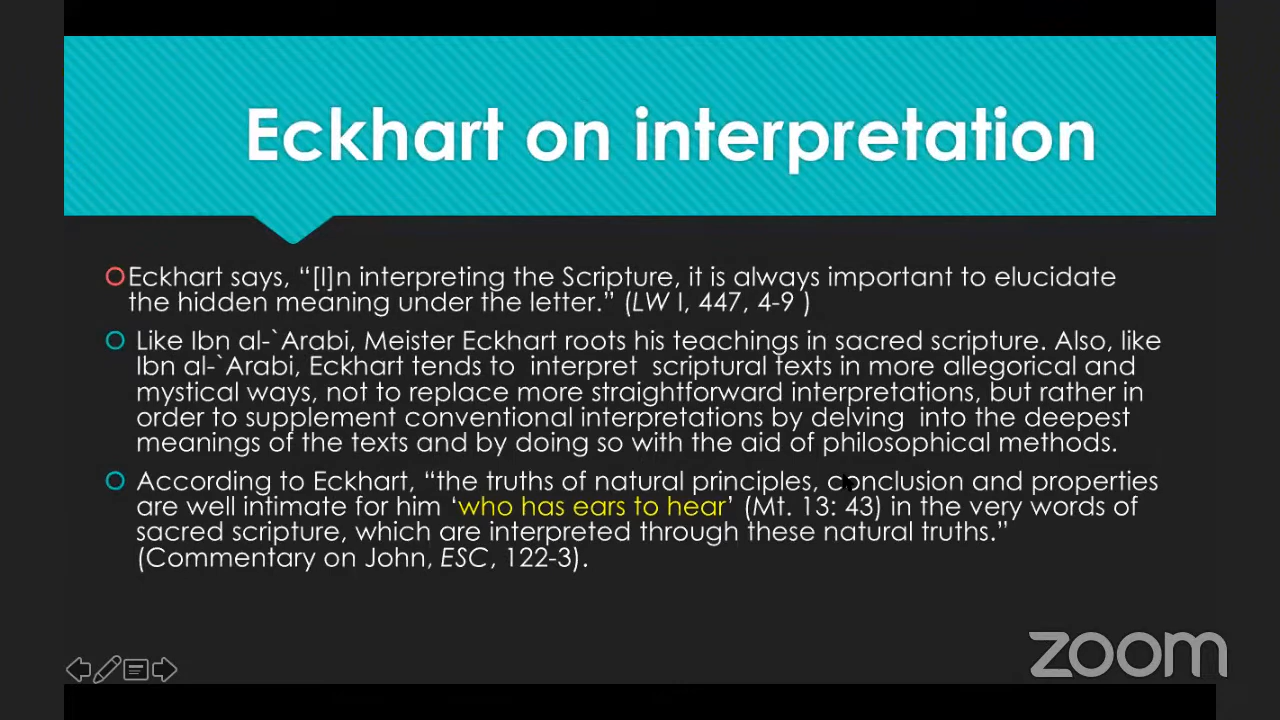 Eckhart on interpretation
Eckhart says, “[I]n interpreting the Scripture, it is always important to elucidate
the hidden meaning under the letter.” (LW I, 447, 4-9 )
Like Ibn al-`Arabi, Meister Eckhart roots his teachings in sacred scripture. Also, like
Ibn al-`Arabi, Eckhart tends to interpret scriptural texts in more allegorical and
mystical ways, not to replace more straightforward interpretations, but rather in
order to supplement conventional interpretations by delving into the deepest
meanings of the texts and by doing so with the aid of philosophical methods.
According to Eckhart, “the truths of natural principles, conclusion and properties
are well intimate for him ‘who has ears to hear’ (Mt. 13: 43) in the very words of
sacred scripture, which are interpreted through these natural truths.”
(Commentary on John, ESC, 122-3).
zoom